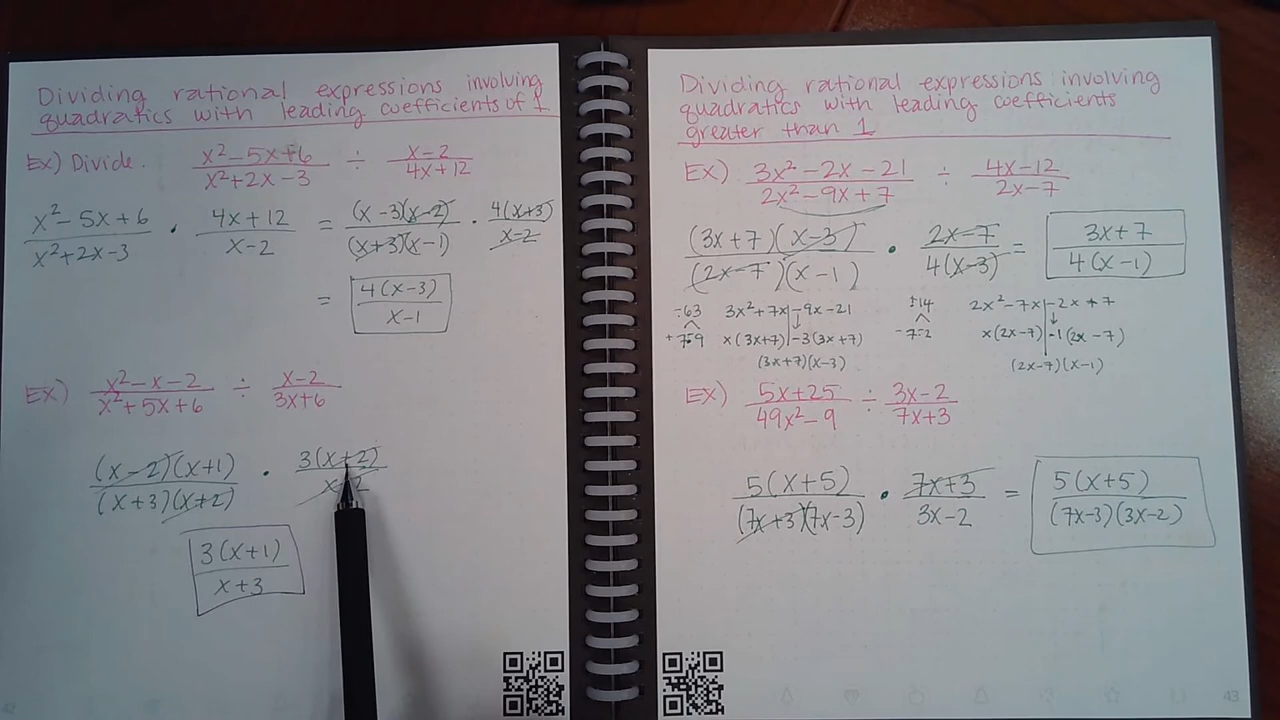 Dividing rational expressions involving
quadratics with leading coefficients of 1
Ex) Divide. x²-5x+6 / x²+2x-3 ÷ x-2 / 4x+12
x²-5x+6 / x²+2x-3 · 4x+12 / x-2 = (x-3)(x-2) / (x+3)(x-1) · 4(x+3) / x-2
= 4(x-3) / x-1
Ex) x²-x-2 / x²+5x+6 ÷ x-2 / 3x+6
(x-2)(x+1) / (x+3)(x+2) · 3(x+2) / x-2
3(x+1) / x+3
42
Dividing rational expressions involving
quadratics with leading coefficients
greater than 1
Ex) 3x²-2x-21 / 2x²-9x+7 ÷ 4x-12 / 2x-7
(3x+7)(x-3) / (2x-7)(x-1) · 2x-7 / 4(x-3) = 3x+7 / 4(x-1)
-63 3x²+7x|-9x-21 +14 2x²-7x|-2x+7
+7-9 x(3x+7)|-3(3x+7) -7-2 x(2x-7)|-1(2x-7)
(3x+7)(x-3) (2x-7)(x-1)
Ex) 5x+25 / 49x²-9 ÷ 3x-2 / 7x+3
5(x+5) / (7x+3)(7x-3) · 7x+3 / 3x-2 = 5(x+5) / (7x-3)(3x-2)
43